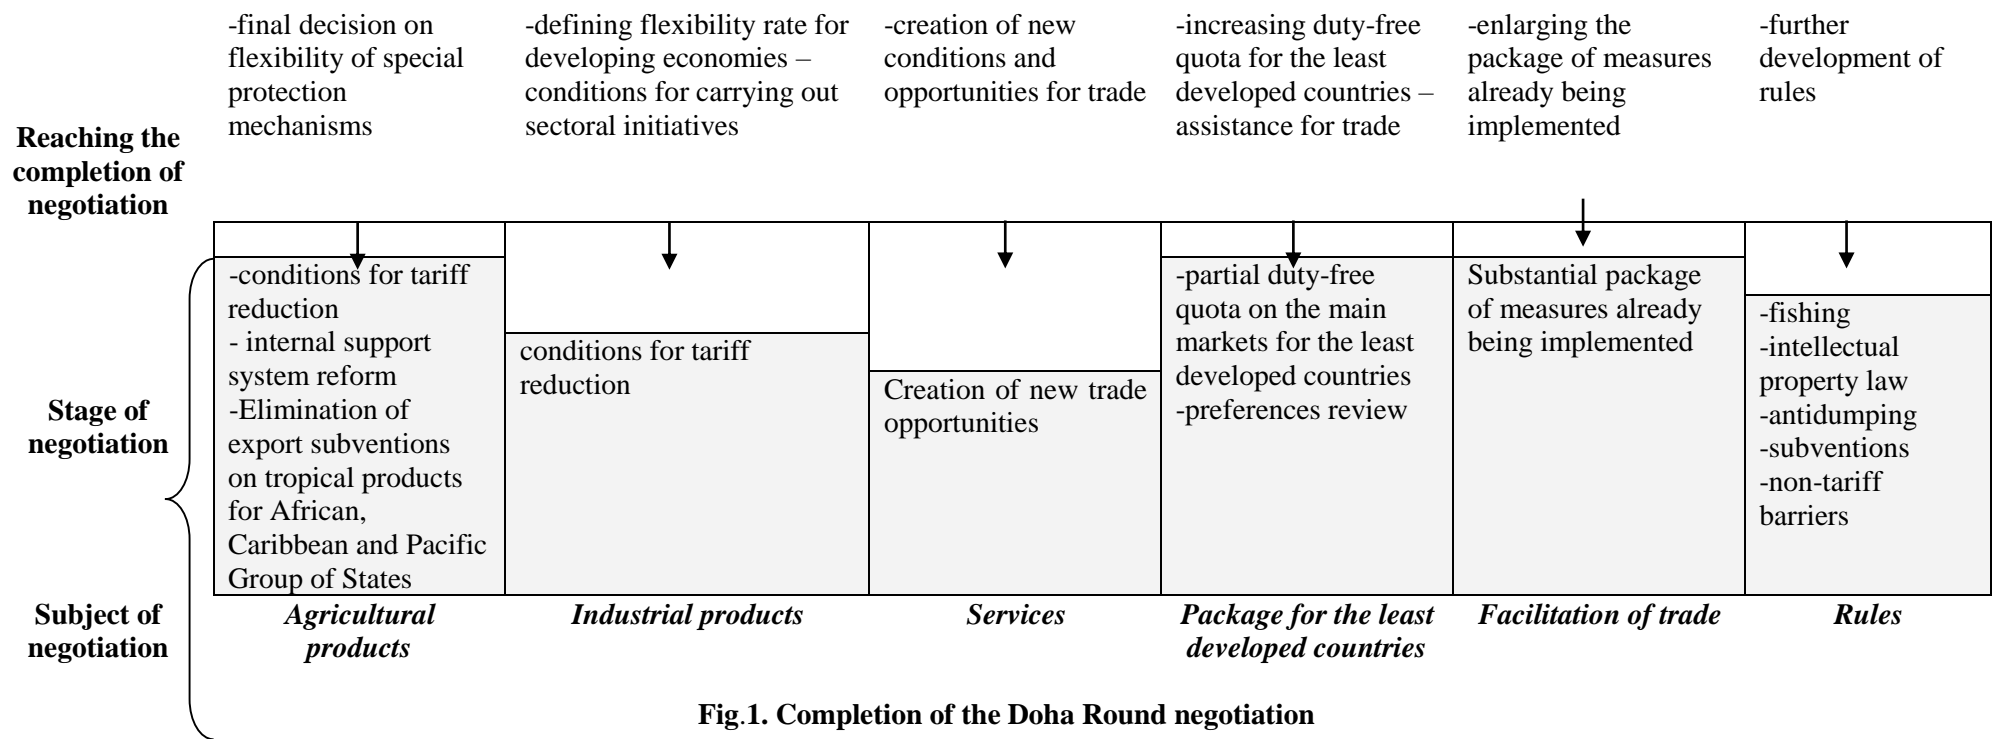 -final decision on
flexibility of special
protection
mechanisms
-defining flexibility rate for
developing economies –
conditions for carrying out
sectoral initiatives
-creation of new
conditions and
opportunities for trade
-increasing duty-free
quota for the least
developed countries –
assistance for trade
-enlarging the
package of measures
already being
implemented
-further
development of
rules
Reaching the
completion of
negotiation
-conditions for tariff
reduction
- internal support
system reform
-Elimination of
export subventions
on tropical products
for African,
Caribbean and Pacific
Group of States
conditions for tariff
reduction
Creation of new trade
opportunities
-partial duty-free
quota on the main
markets for the least
developed countries
-preferences review
Substantial package
of measures already
being implemented
-fishing
-intellectual
property law
-antidumping
-subventions
-non-tariff
barriers
Stage of
negotiation
Subject of
negotiation
Agricultural
products
Industrial products
Services
Package for the least
developed countries
Facilitation of trade
Rules
Fig.1. Completion of the Doha Round negotiation